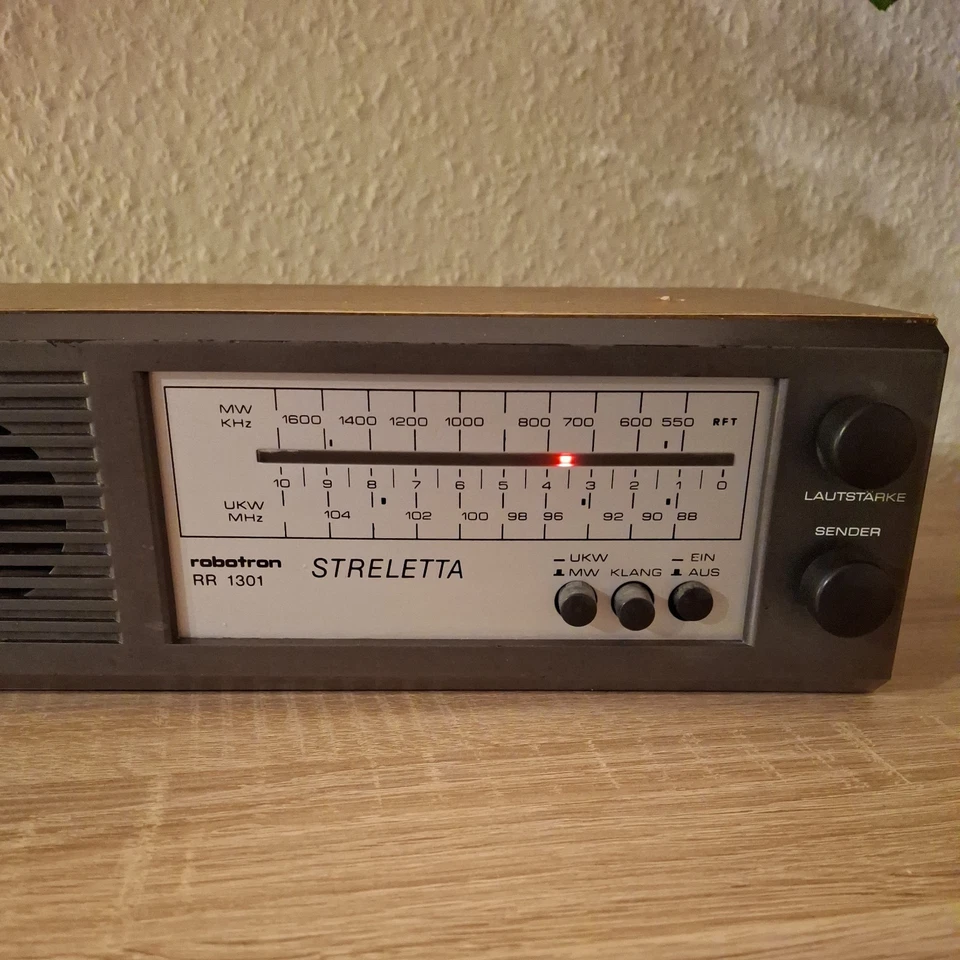 MW
KHz
1600 1400 1200 1000 800 700 600 550 RFT
10 9 8 7 6 5 4 3 2 1 0
UKW
MHz
104 102 100 98 96 92 90 88
robotron
RR 1301
STRELETTA
UKW
MW
KLANG
EIN
AUS
LAUTSTÄRKE
SENDER